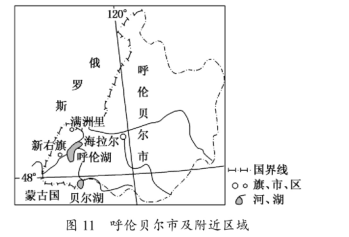 120°
俄
罗
斯
呼
伦
贝
尔
市
满洲里
海拉尔
新右旗
呼伦湖
48°
蒙古国
贝尔湖
国界线
旗、市、区
河、湖
图 11 呼伦贝尔市及附近区域